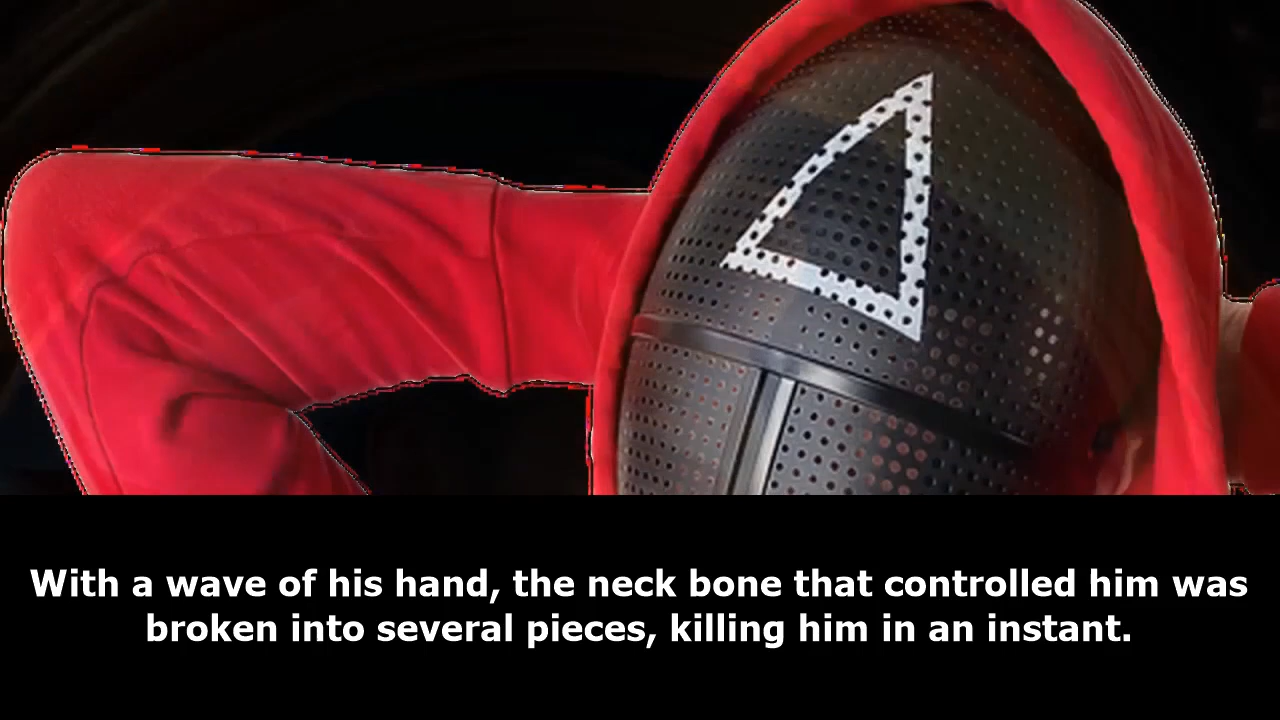 With a wave of his hand, the neck bone that controlled him was
broken into several pieces, killing him in an instant.